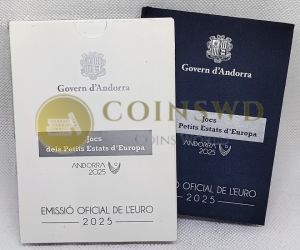 Govern d'Andorra
Jocs
dels Petits Estats d'Europa
ANDORRA
2025
EMISSIÓ OFICIAL DE L'EURO
2025
Govern d'Andorra
Jocs
Petits Estats d'Europa
ANDORRA
2025
EMISSIÓ OFICIAL DE L'EURO
2025
COINSWD